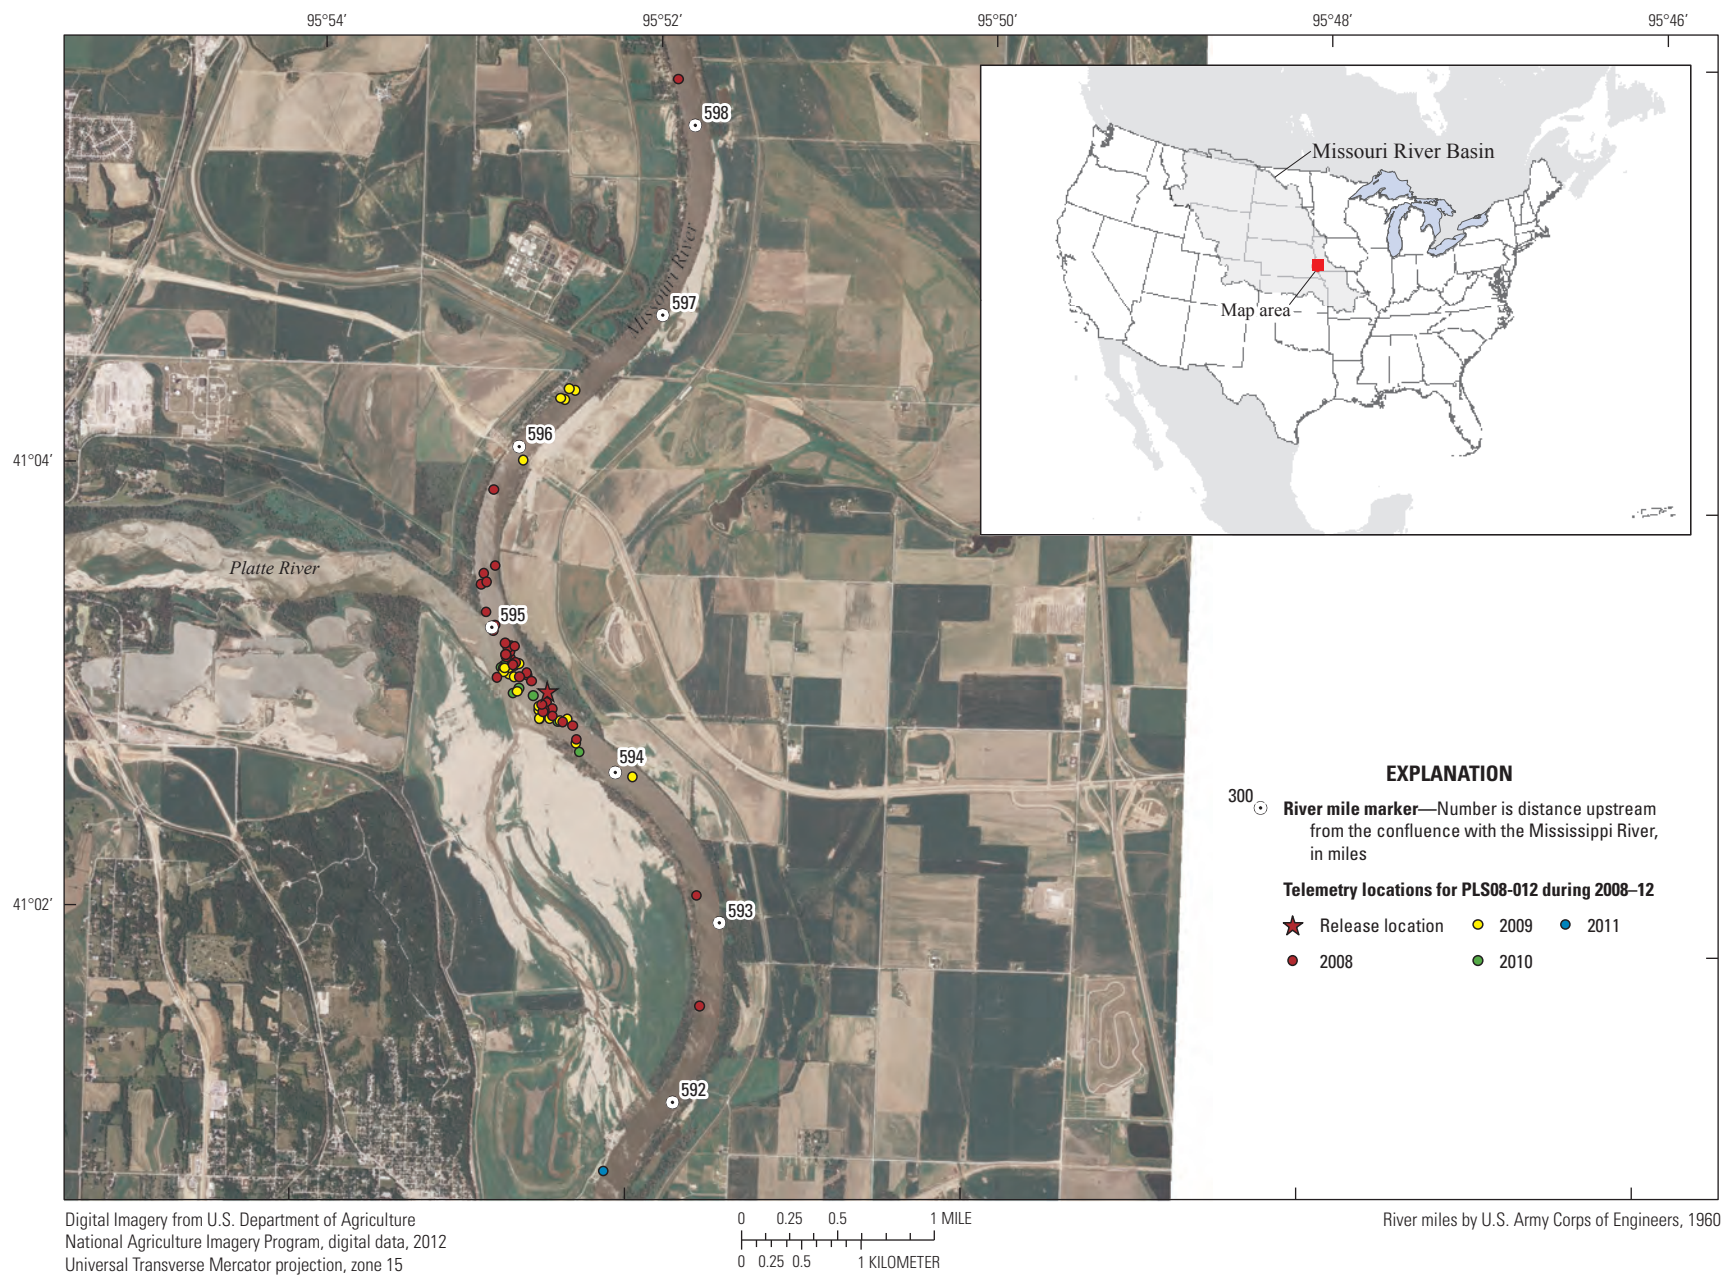 95°54′
95°52′
95°50′
95°48′
95°46′
598
Missouri River Basin
Missouri River
597
Map area
596
41°04′
Platte River
595
594
EXPLANATION
300
River mile marker—Number is distance upstream
from the confluence with the Mississippi River,
in miles
Telemetry locations for PLS08-012 during 2008–12
Release location
2009
2011
2008
2010
41°02′
593
592
Digital Imagery from U.S. Department of Agriculture
National Agriculture Imagery Program, digital data, 2012
Universal Transverse Mercator projection, zone 15
0 0.25 0.5 1 MILE
0 0.25 0.5 1 KILOMETER
River miles by U.S. Army Corps of Engineers, 1960